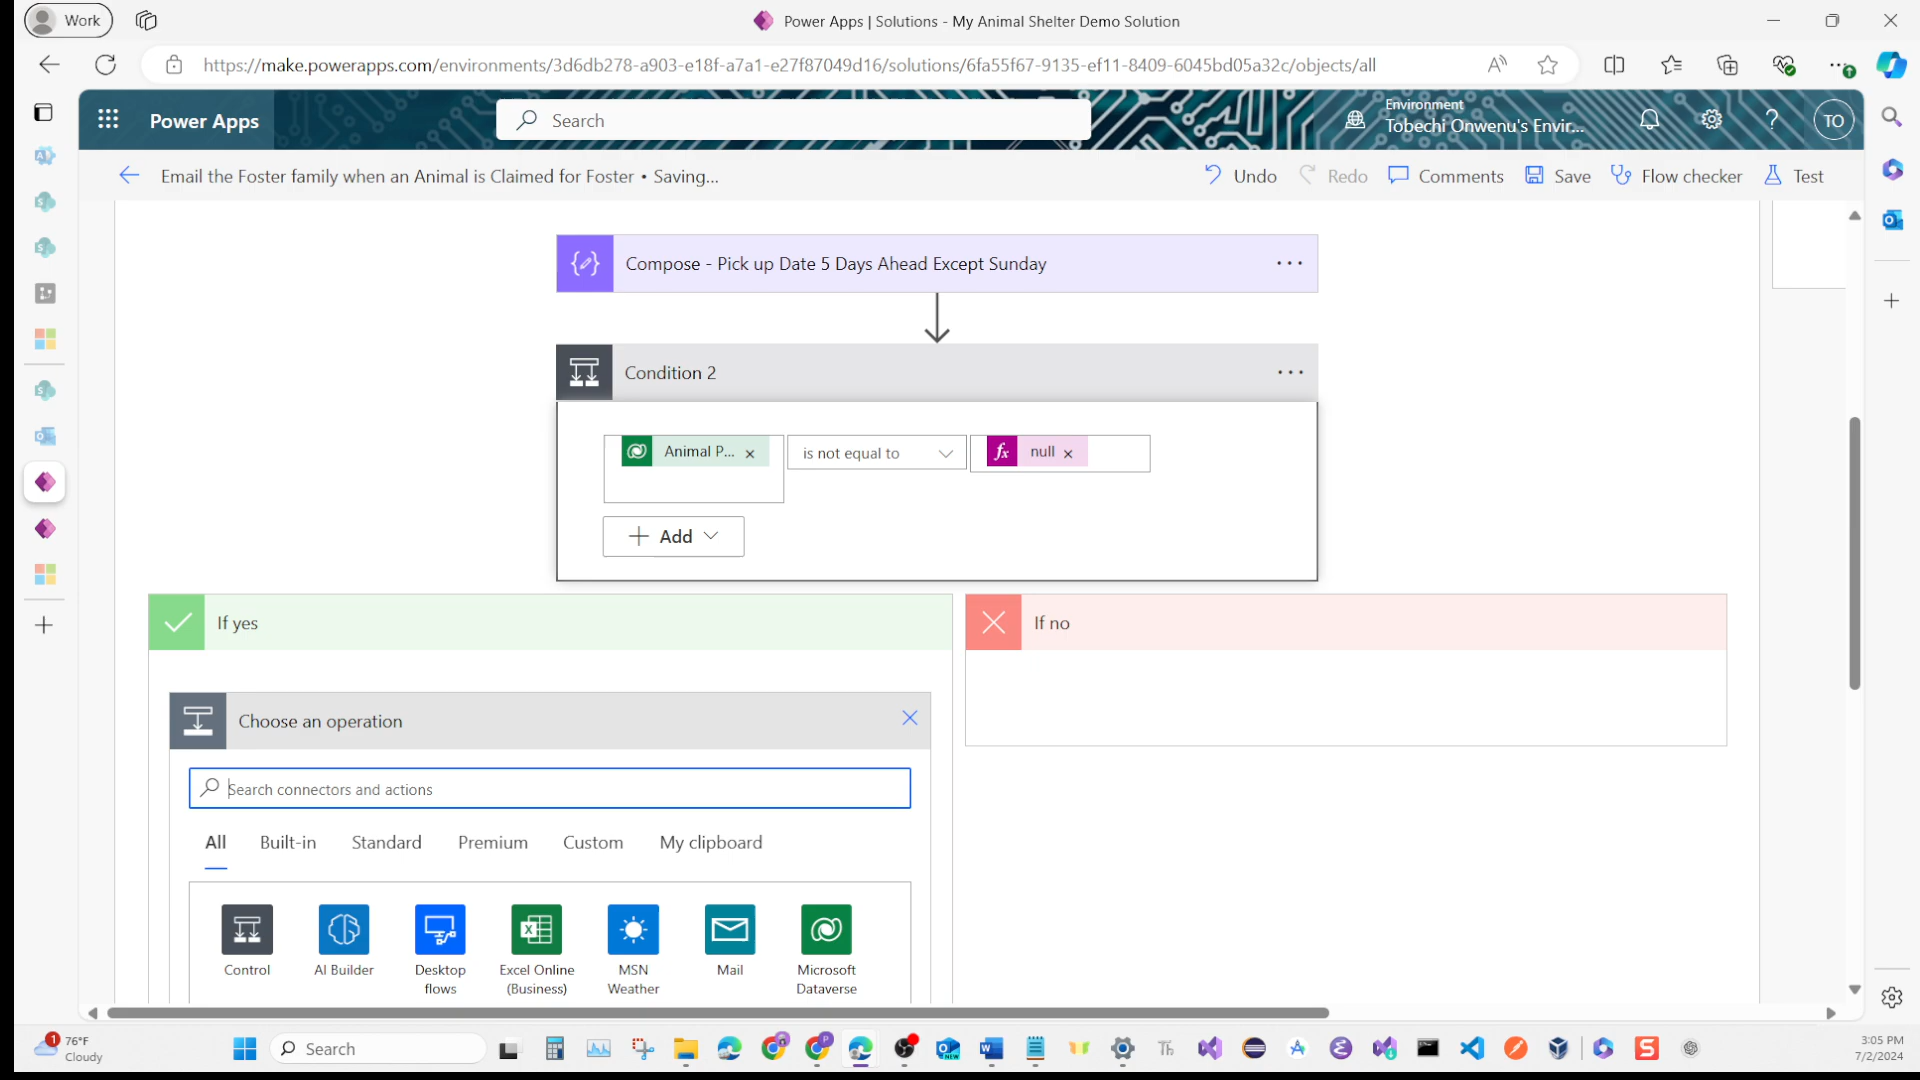 Work
Power Apps | Solutions - My Animal Shelter Demo Solution
https://make.powerapps.com/environments/3d6db278-a903-e18f-a7a1-e27f87049d16/solutions/6fa55f67-9135-ef11-8409-6045bd05a32c/objects/all
Power Apps
Search
Environment
Tobechi Onwenu's Envir...
TO
Email the Foster family when an Animal is Claimed for Foster • Saving...
Undo
Redo
Comments
Save
Flow checker
Test
Compose - Pick up Date 5 Days Ahead Except Sunday
Condition 2
Animal P...
is not equal to
fx null
Add
If yes
If no
Choose an operation
Search connectors and actions
All
Built-in
Standard
Premium
Custom
My clipboard
Control
AI Builder
Desktop flows
Excel Online (Business)
MSN Weather
Mail
Microsoft Dataverse
1
76°F
Cloudy
Search
3:05 PM
7/2/2024